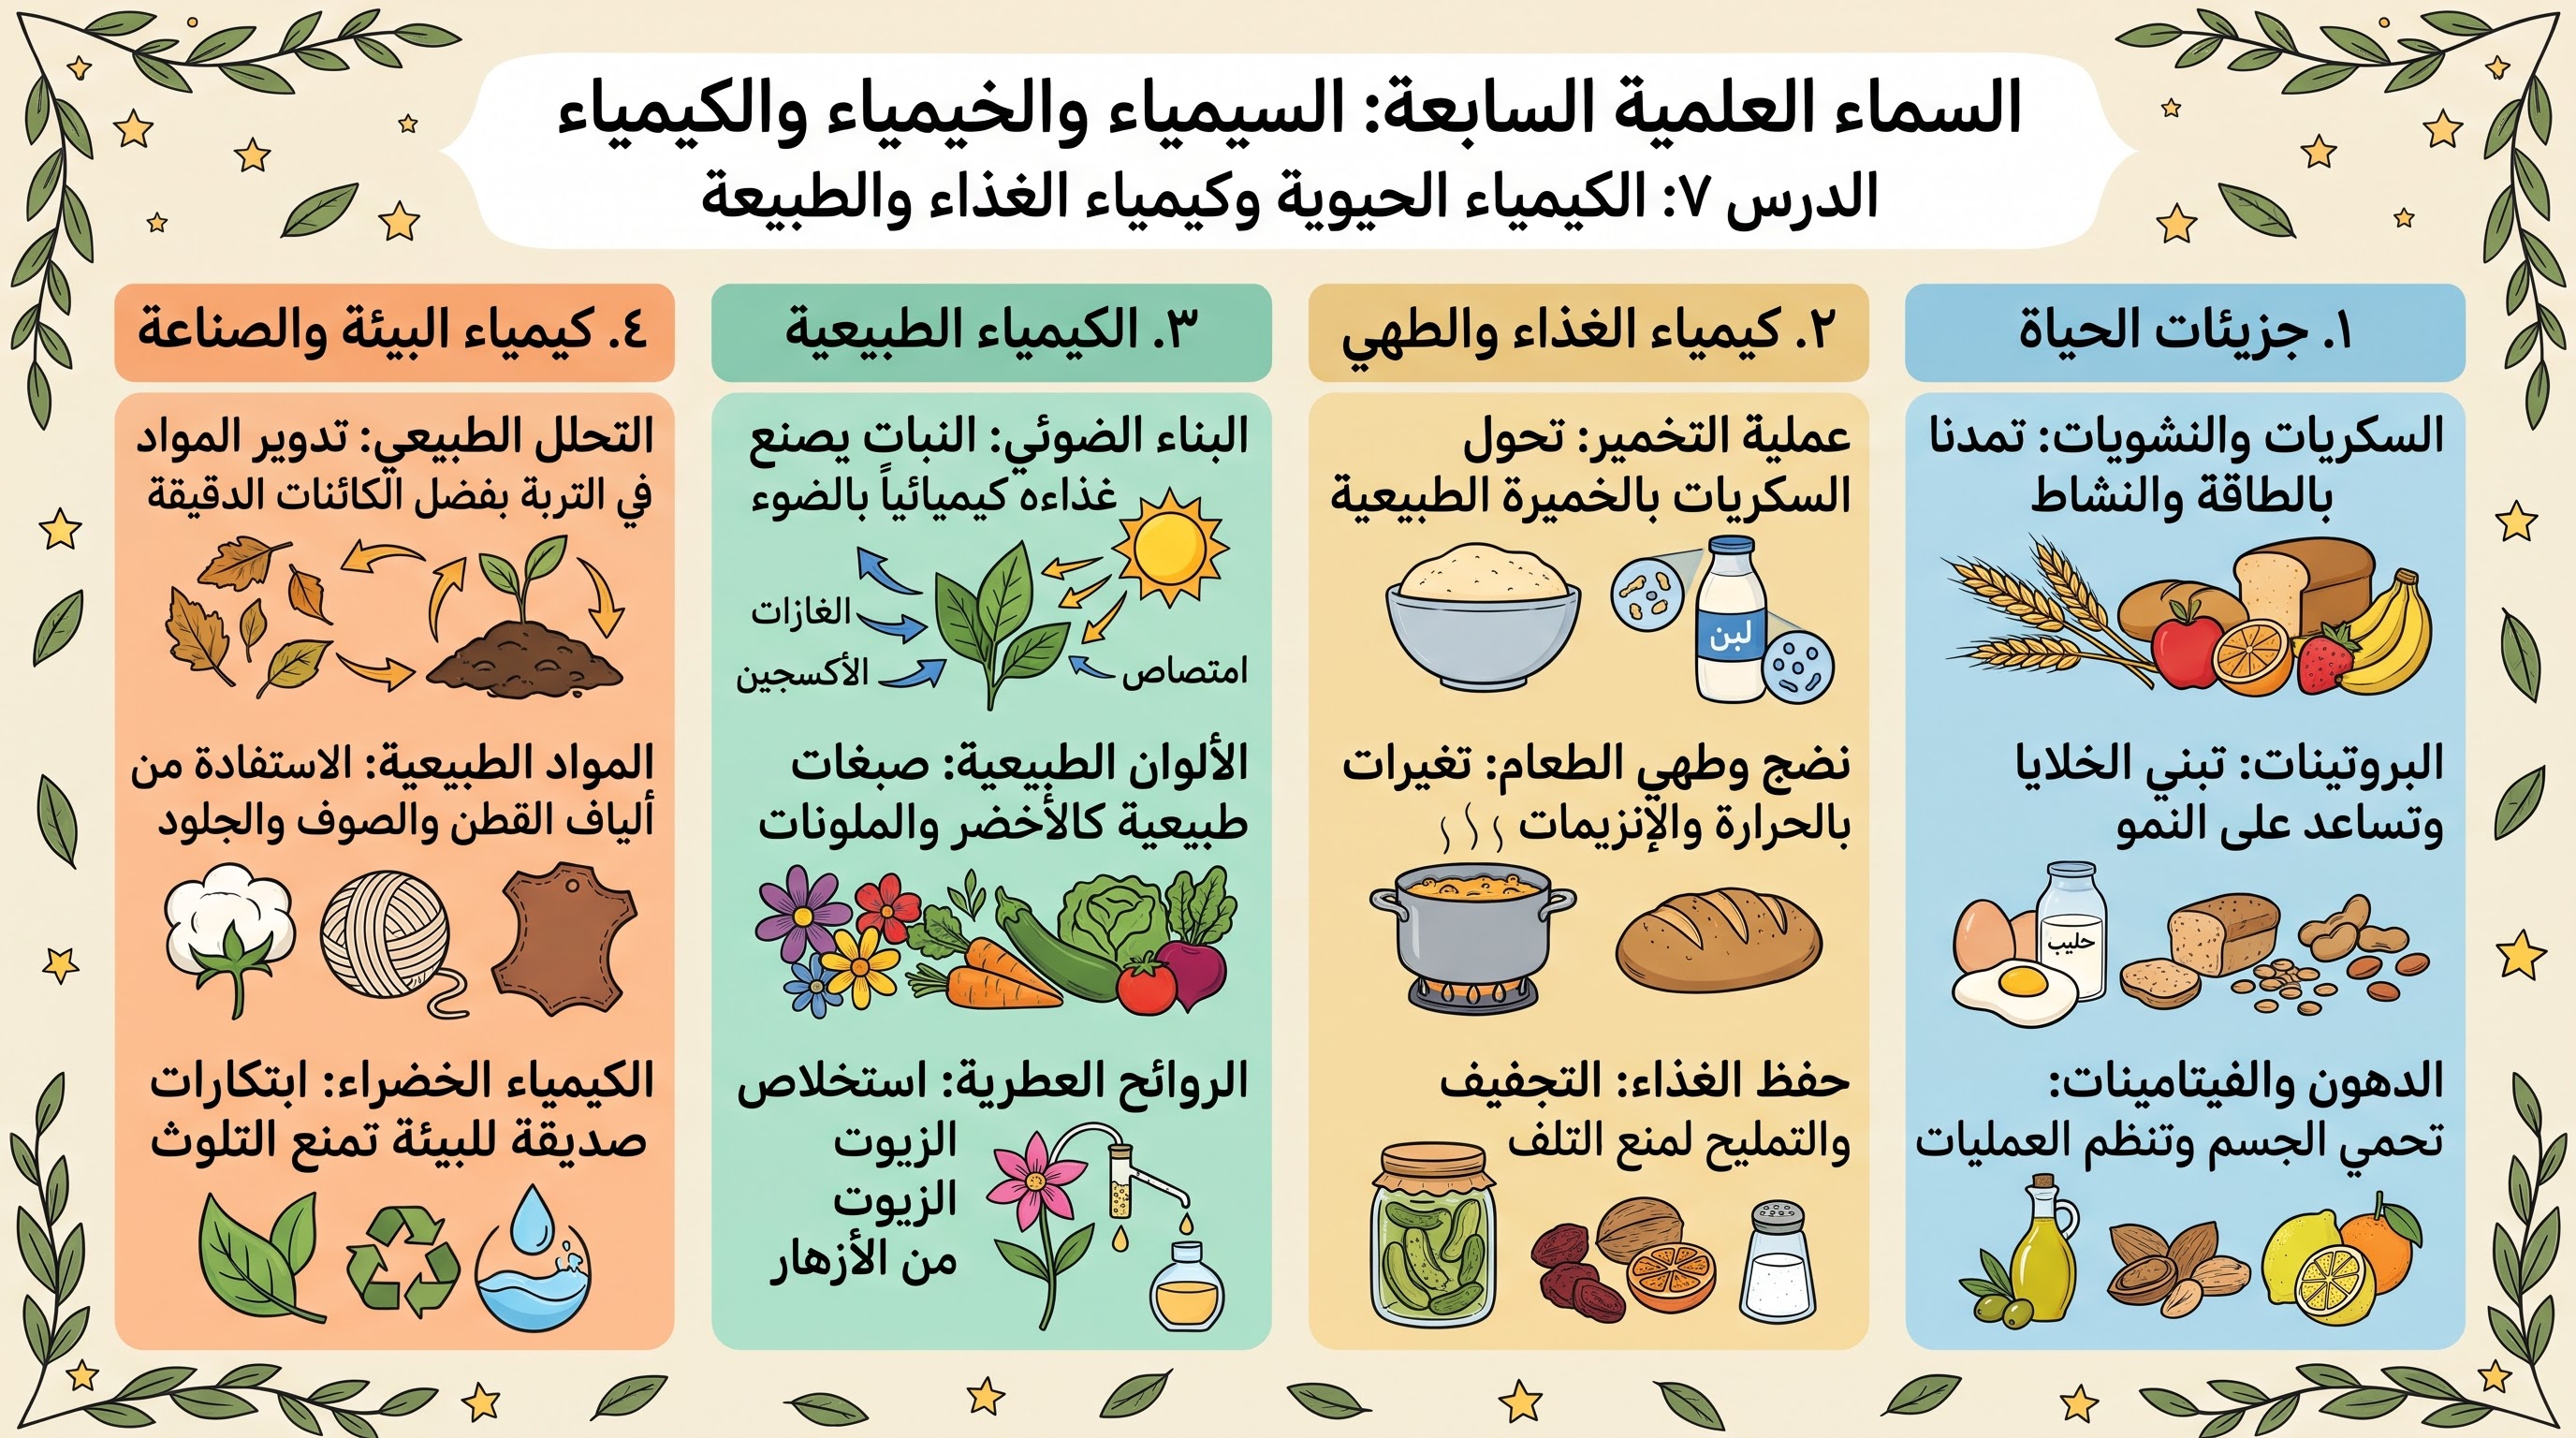 السماء العلمية السابعة: السيمياء والخيمياء والكيمياء
الدرس ٧: الكيمياء الحيوية وكيمياء الغذاء والطبيعة
١. جزيئات الحياة
السكريات والنشويات: تمدنا
بالطاقة والنشاط
البروتينات: تبني الخلايا
وتساعد على النمو
حليب
الدهون والفيتامينات:
تحمي الجسم وتنظم العمليات
٢. كيمياء الغذاء والطهي
عملية التخمير: تحول
السكريات بالخميرة الطبيعية
لبن
نضج وطهي الطعام: تغيرات
بالحرارة والإنزيمات
حفظ الغذاء: التجفيف
والتمليح لمنع التلف
٣. الكيمياء الطبيعية
البناء الضوئي: النبات يصنع
غذاءه كيميائياً بالضوء
الغازات
امتصاص
الأكسجين
الألوان الطبيعية: صبغات
طبيعية كالأخضر والملونات
الروائح العطرية: استخلاص
الزيوت
الزيوت
من الأزهار
٤. كيمياء البيئة والصناعة
التحلل الطبيعي: تدوير المواد
في التربة بفضل الكائنات الدقيقة
المواد الطبيعية: الاستفادة من
ألياف القطن والصوف والجلود
الكيمياء الخضراء: ابتكارات
صديقة للبيئة تمنع التلوث